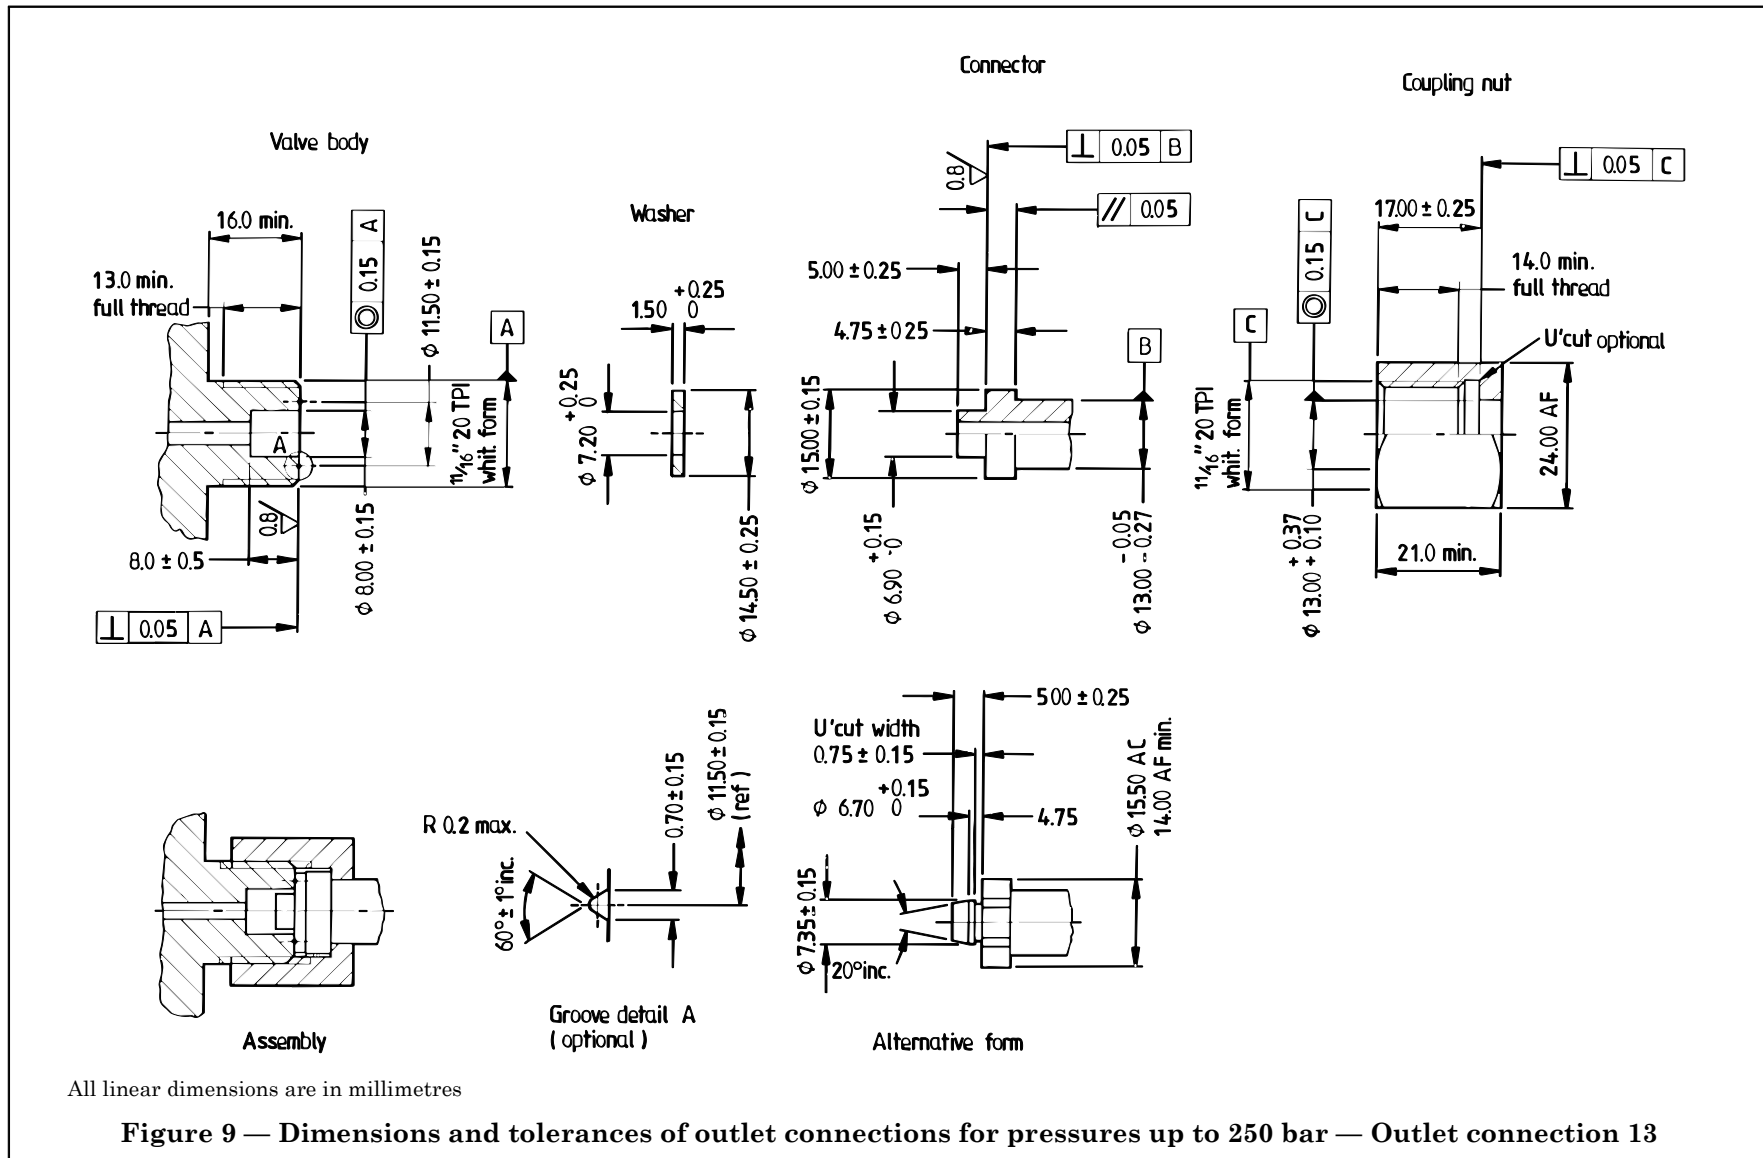 Connector
Coupling nut
Valve body
Washer
⊥ 0.05 B
0.8
// 0.05
5.00 ± 0.25
4.75 ± 0 25
⊥ 0.05 C
17.00 ± 0.25
14.0 min.
full thread
U'cut optional
◎ 0.15 C
C
11/16" 20 TPI
whit. form
24.00 AF
+ 0.37
ϕ 13.00 + 0.10
21.0 min.
16.0 min.
13.0 min.
full thread
◎ 0.15 A
ϕ 11.50 ± 0.15
A
A
11/16" 20 TPI
whit. form
0.8
8.0 ± 0.5
ϕ 8.00 ± 0.15
⊥ 0.05 A
+ 0.25
1.50 0
+ 0.25
ϕ 7.20 0
ϕ 14.50 ± 0.25
ϕ 15.00 ± 0.15
+ 0.15
ϕ 6.90 -0
B
- 0.05
ϕ 13.00 - 0.27
R 0.2 max.
60° ± 1° inc.
0.70 ± 0.15
ϕ 11.50 ± 0.15
(ref)
U'cut width
0.75 ± 0.15
+0.15
ϕ 6.70 0
5 00 ± 0.25
4.75
ϕ 15.50 AC
14.00 AF min.
ϕ 7.35 ± 0.15
20° inc.
Assembly
Groove detail A
( optional )
Alternative form
All linear dimensions are in millimetres
Figure 9 — Dimensions and tolerances of outlet connections for pressures up to 250 bar — Outlet connection 13